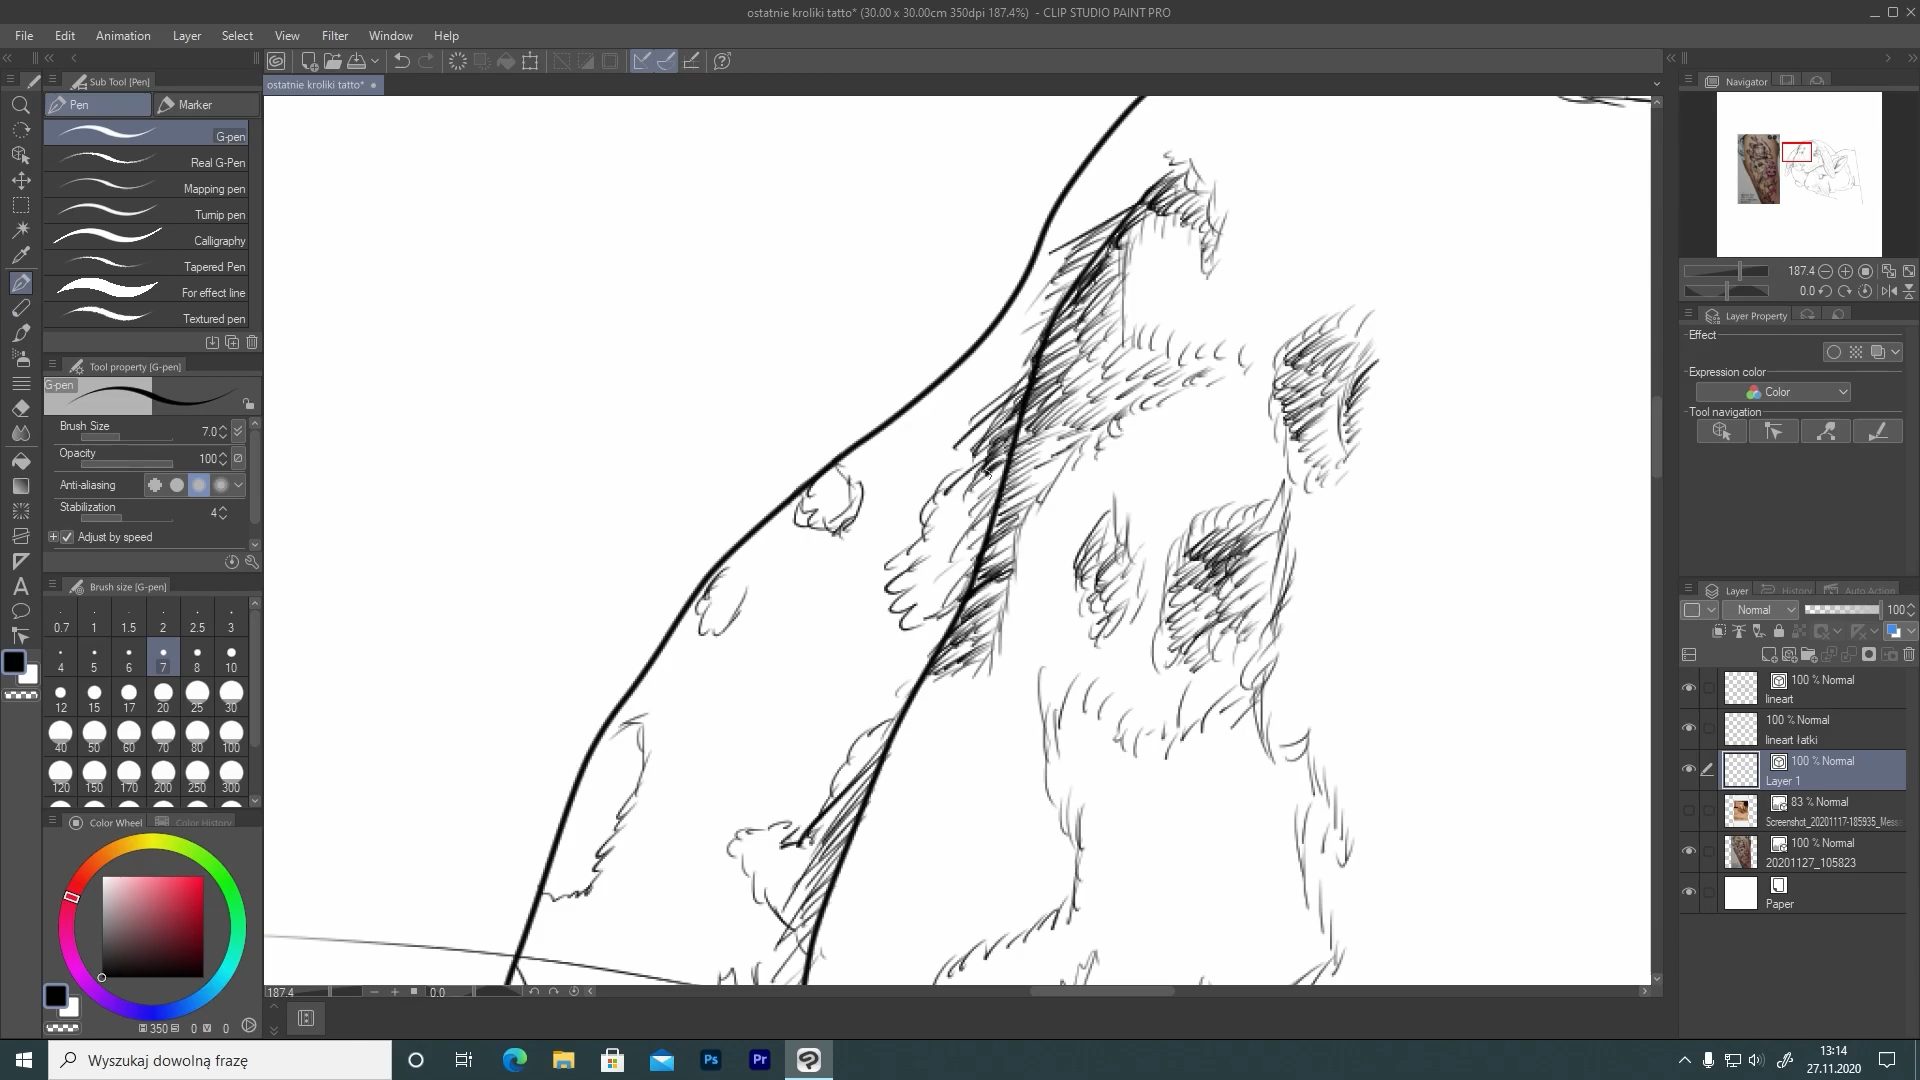 ostatnie kroliki tatto* (30.00 x 30.00cm 350dpi 187.4%) - CLIP STUDIO PAINT PRO
File Edit Animation Layer Select View Filter Window Help
Sub Tool [Pen]
ostatnie kroliki tatto*
Navigator
Pen
Marker
G-pen
Real G-Pen
Mapping pen
Turnip pen
Calligraphy
Tapered Pen
For effect line
Textured pen
Tool property [G-pen]
G-pen
Brush Size 7.0
Opacity 100
Anti-aliasing
Stabilization 4
Adjust by speed
Brush size [G-pen]
0.7 1 1.5 2 2.5 3
4 5 6 7 8 10
12 15 17 20 25 30
40 50 60 70 80 100
120 150 170 200 250 300
Color Wheel
Color History
350 0 0
187.4
0.0
187.4
0.0
Layer Property
Effect
Expression color
Color
Tool navigation
Layer
History
Auto Action
Normal 100
100 % Normal
lineart
100 % Normal
lineart łatki
100 % Normal
Layer 1
83 % Normal
Screenshot_20201117-185935_Mess
100 % Normal
20201127_105823
Paper
Wyszukaj dowolną frazę
Ps
Pr
13:14
27.11.2020